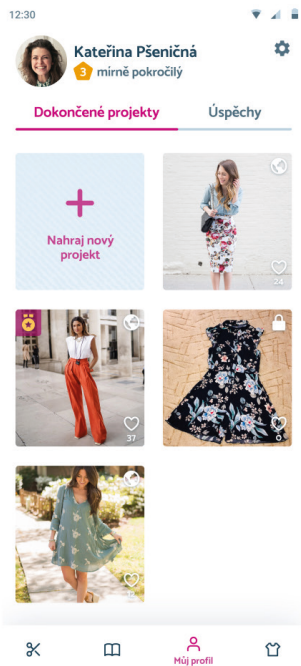 12:30
Kateřina Pšeničná
3 mírně pokročilý
Dokončené projekty Úspěchy
Nahraj nový
projekt
24
37
0
Můj profil